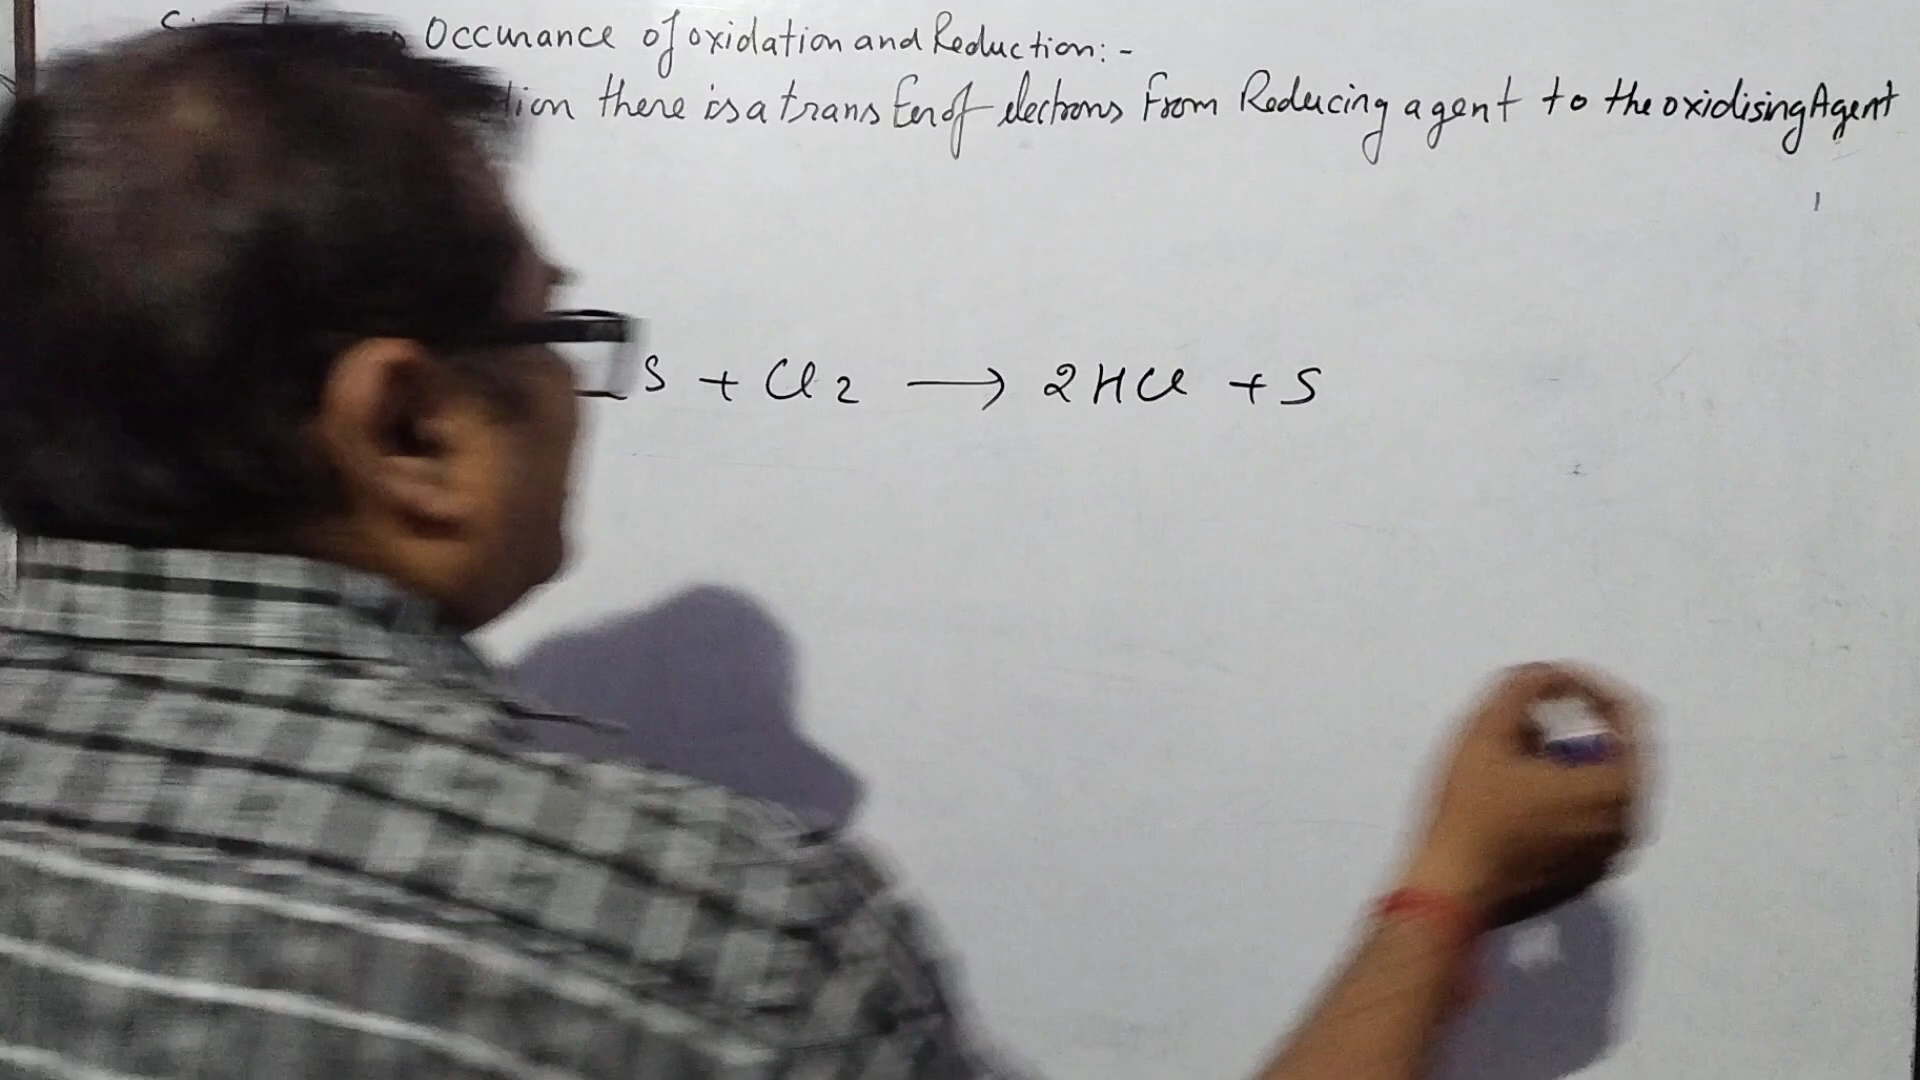 Occurance of oxidation and Reduction:-
tion there is a transfer of electrons from Reducing agent to the oxidising Agent
S + Cl2 → 2HCl + S